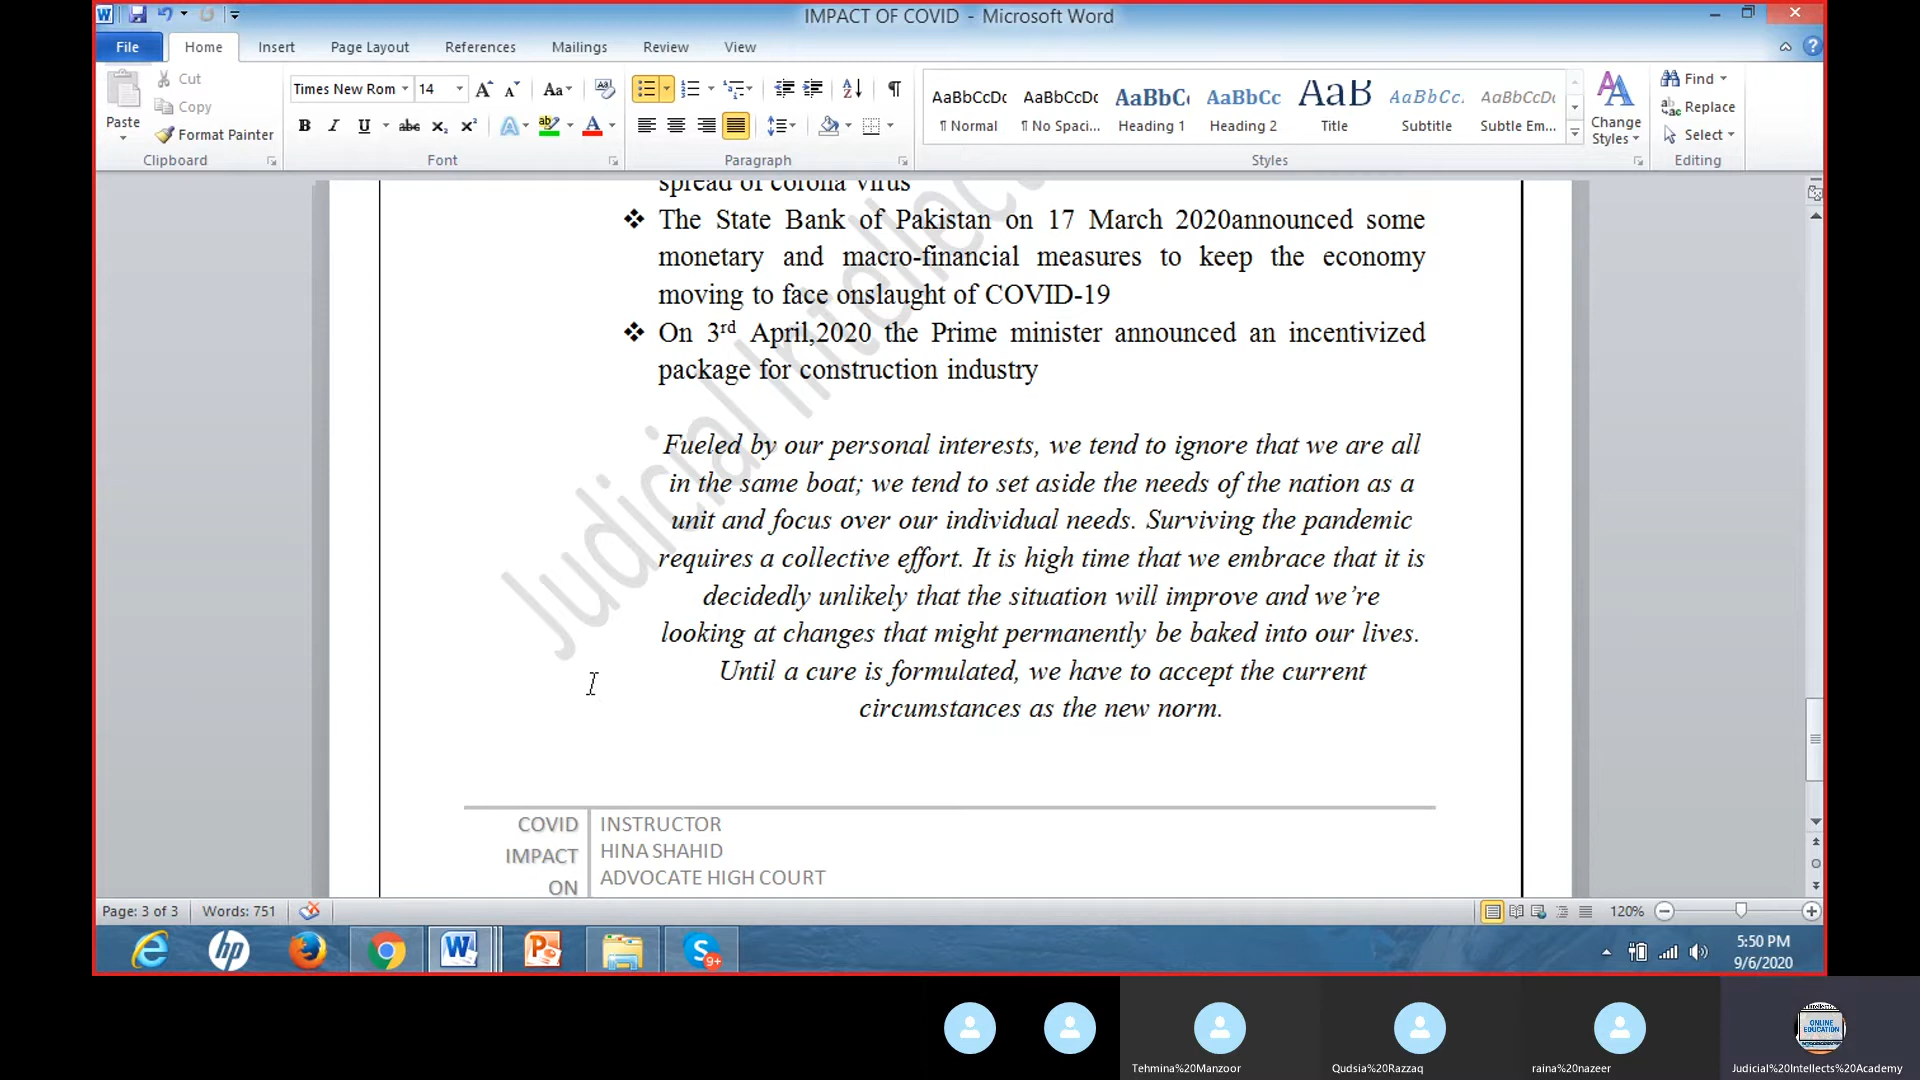 IMPACT OF COVID - Microsoft Word
File Home Insert Page Layout References Mailings Review View
Paste
Cut
Copy
Format Painter
Clipboard
Times New Rom 14
Font
Paragraph
AaBbCcDc AaBbCcDc AaBbC AaBbCc AaB AaBbCc. AaBbCcDc
¶ Normal ¶ No Spaci... Heading 1 Heading 2 Title Subtitle Subtle Em...
Styles
Change Styles
Find
Replace
Select
Editing
spread of corona virus
❖ The State Bank of Pakistan on 17 March 2020announced some
monetary and macro-financial measures to keep the economy
moving to face onslaught of COVID-19
❖ On 3rd April,2020 the Prime minister announced an incentivized
package for construction industry
Fueled by our personal interests, we tend to ignore that we are all
in the same boat; we tend to set aside the needs of the nation as a
unit and focus over our individual needs. Surviving the pandemic
requires a collective effort. It is high time that we embrace that it is
decidedly unlikely that the situation will improve and we’re
looking at changes that might permanently be baked into our lives.
Until a cure is formulated, we have to accept the current
circumstances as the new norm.
Judicial
COVID
IMPACT
ON
INSTRUCTOR
HINA SHAHID
ADVOCATE HIGH COURT
Page: 3 of 3 Words: 751 120%
9+
5:50 PM
9/6/2020
ONLINE
EDUCATION
Tehmina%20Manzoor Qudsia%20Razzaq raina%20nazeer Judicial%20Intellects%20Academy